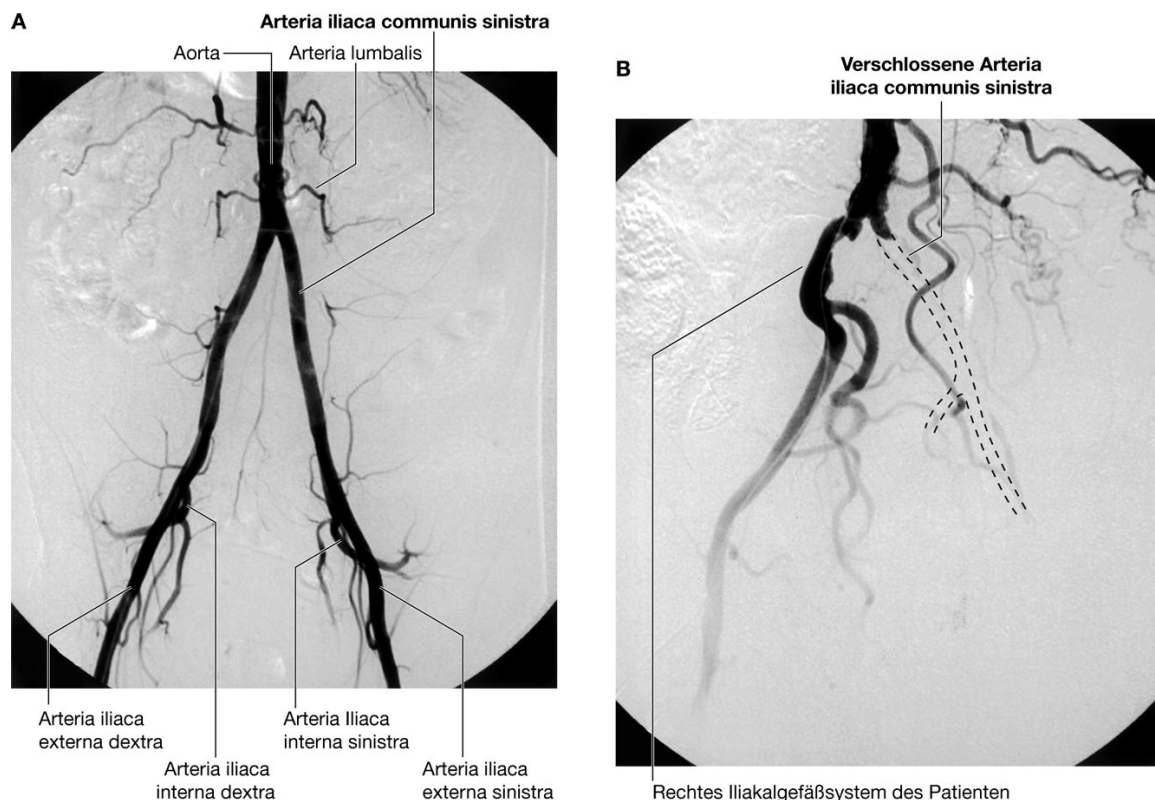 A
Arteria iliaca communis sinistra
Aorta
Arteria lumbalis
Arteria iliaca
externa dextra
Arteria iliaca
interna dextra
Arteria Iliaca
interna sinistra
Arteria iliaca
externa sinistra
B
Verschlossene Arteria
iliaca communis sinistra
Rechtes Iliakalgefäßsystem des Patienten